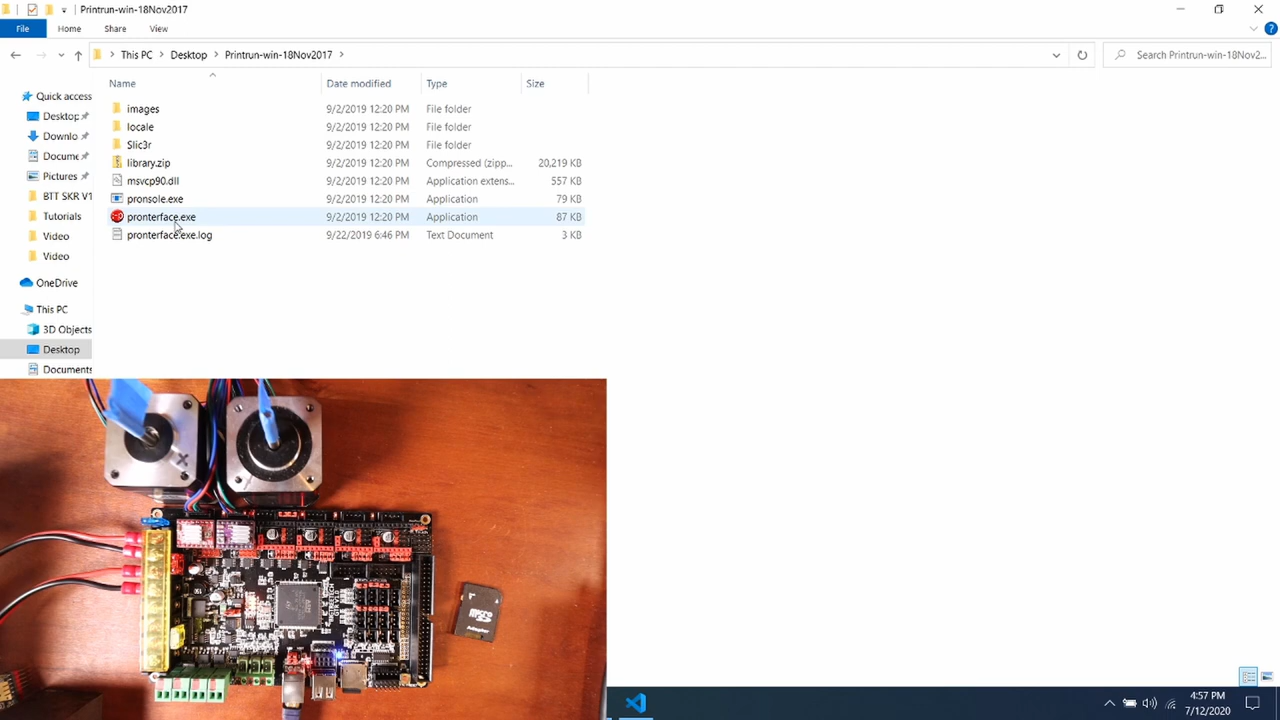 Printrun-win-18Nov2017
File Home Share View
This PC Desktop Printrun-win-18Nov2017 Search Printrun-win-18Nov2...
Name Date modified Type Size
Quick access
Desktop
Downlo
Docume
Pictures
BTT SKR V1
Tutorials
Video
Video
OneDrive
This PC
3D Objects
Desktop
Documents
images 9/2/2019 12:20 PM File folder
locale 9/2/2019 12:20 PM File folder
Slic3r 9/2/2019 12:20 PM File folder
library.zip 9/2/2019 12:20 PM Compressed (zipp... 20,219 KB
msvcp90.dll 9/2/2019 12:20 PM Application extens... 557 KB
pronsole.exe 9/2/2019 12:20 PM Application 79 KB
pronterface.exe 9/2/2019 12:20 PM Application 87 KB
pronterface.exe.log 9/22/2019 6:46 PM Text Document 3 KB
X
micro
SD
Adapter
4:57 PM
7/12/2020